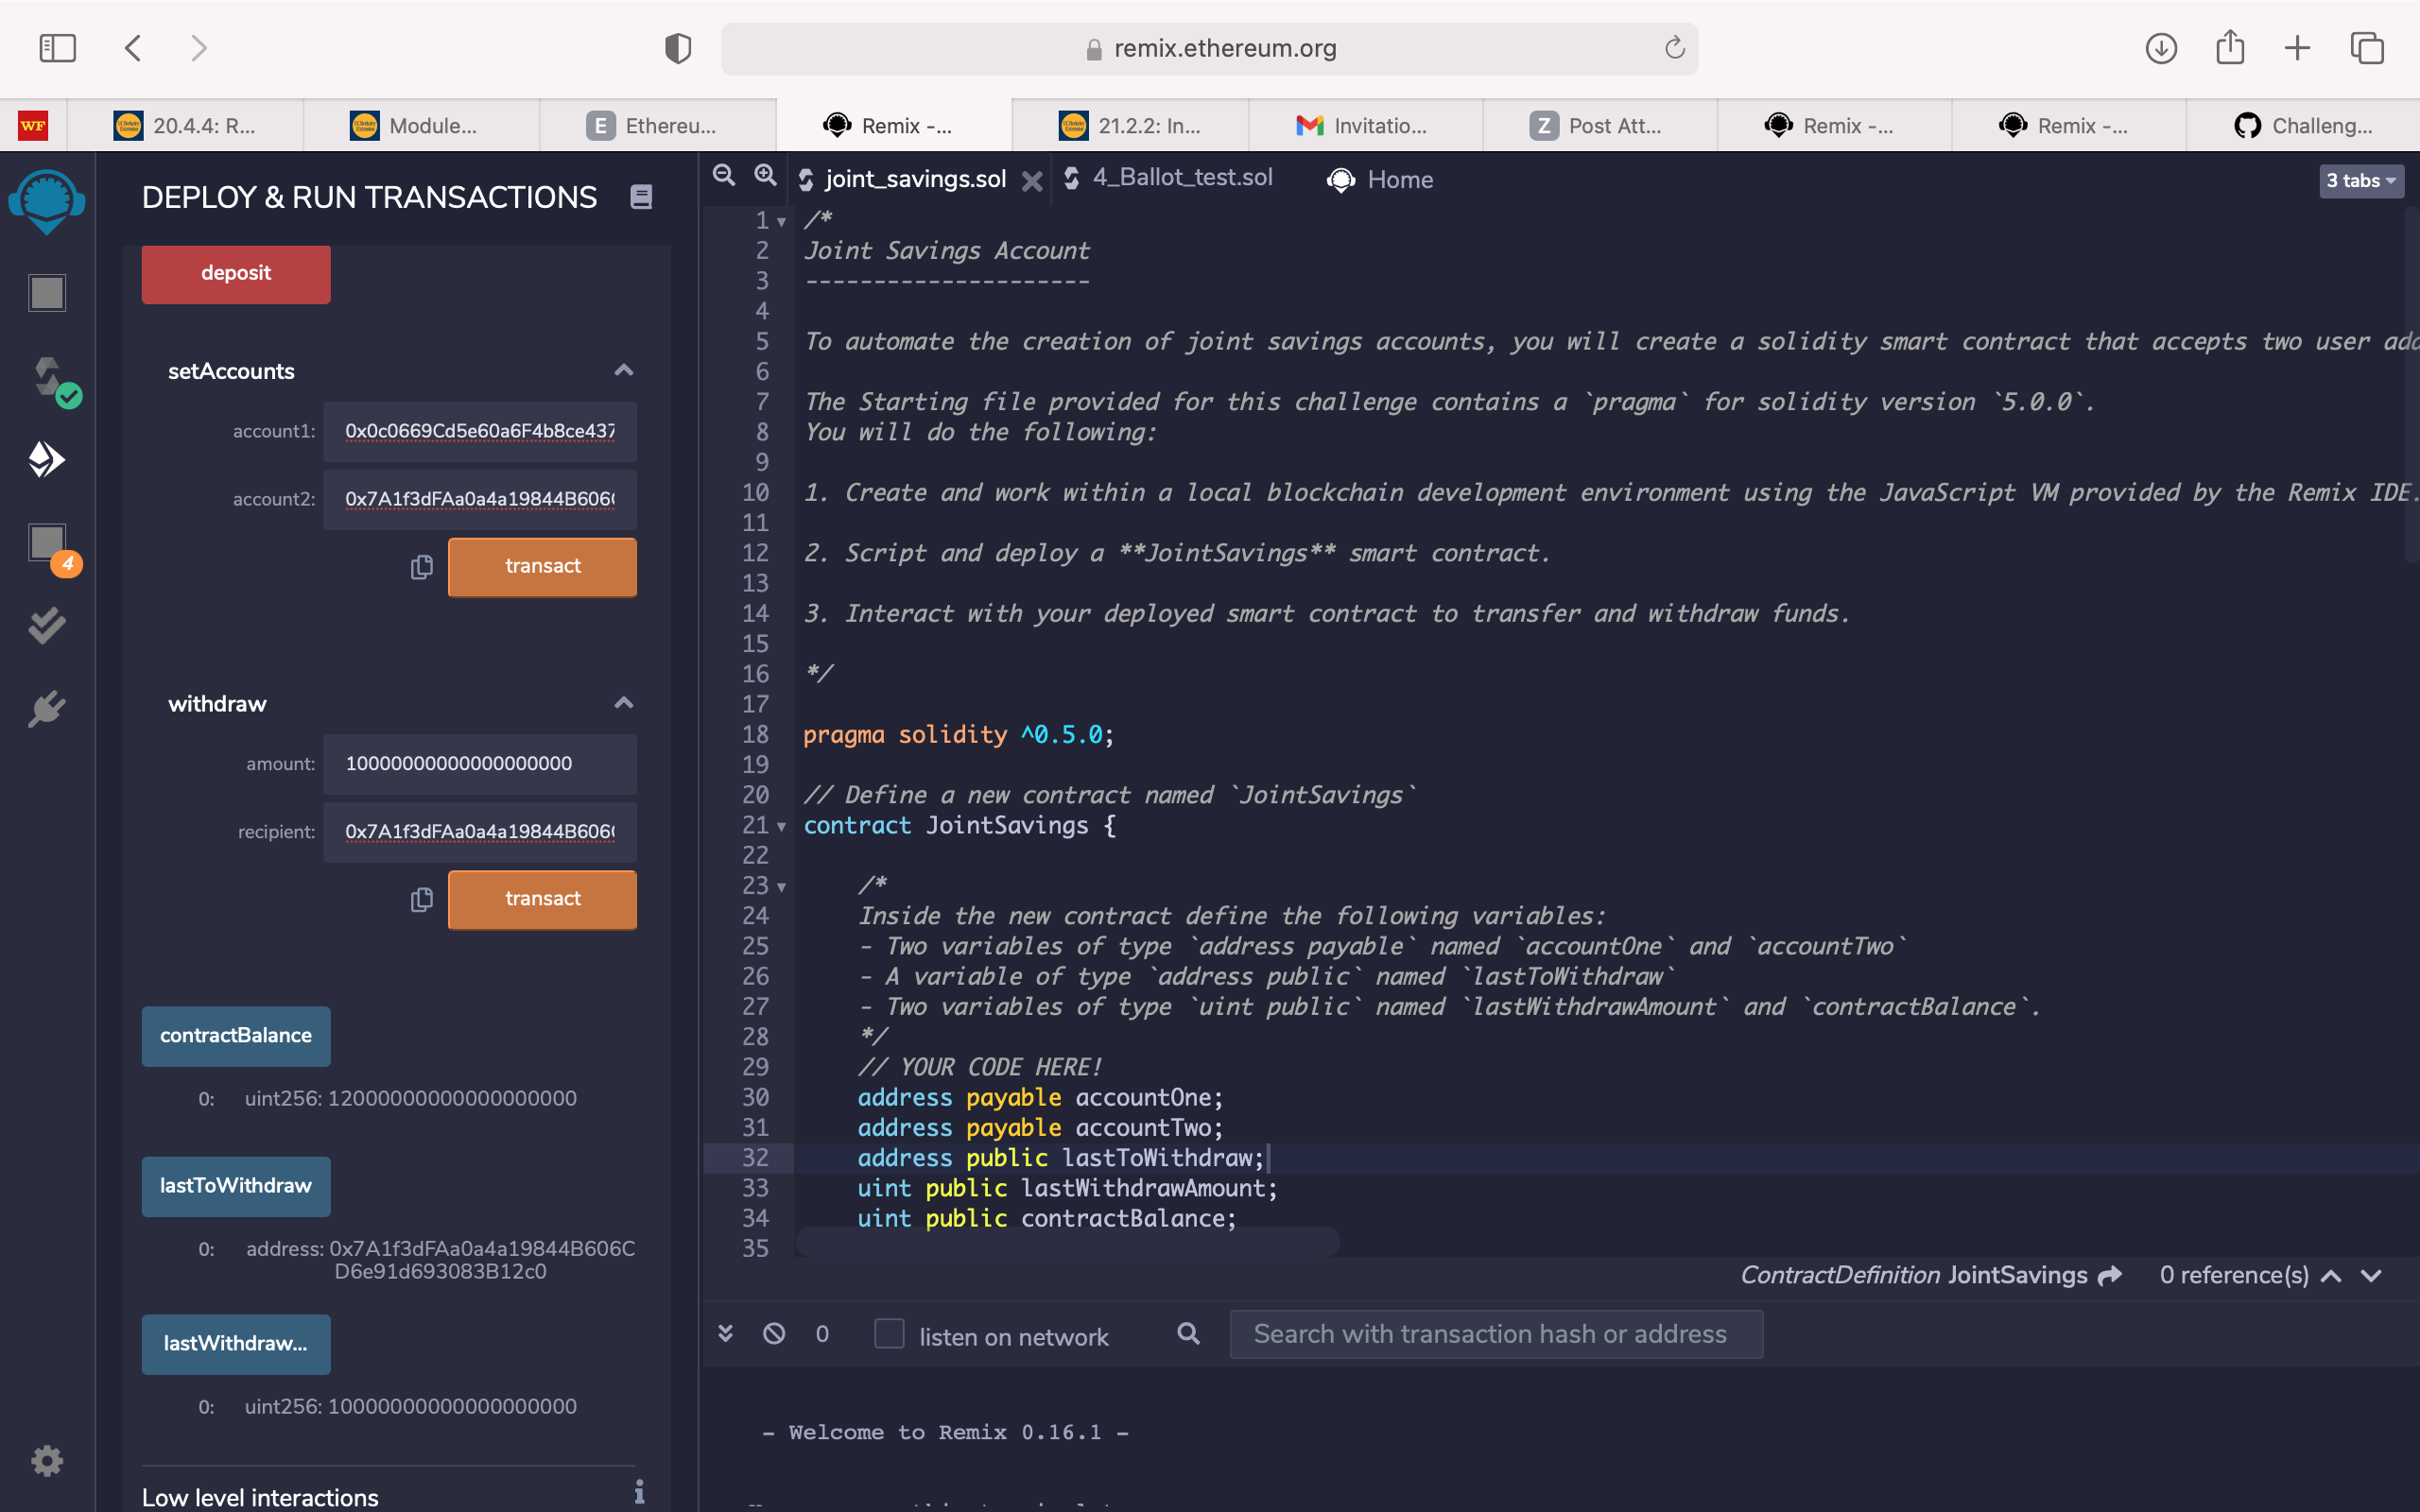 remix.ethereum.org
WF
20.4.4: R...
Module...
E Ethereu...
Remix -...
21.2.2: In...
Invitatio...
Z Post Att...
Remix -...
Remix -...
Challeng...
DEPLOY & RUN TRANSACTIONS
deposit
setAccounts
account1: 0x0c0669Cd5e60a6F4b8ce437
account2: 0x7A1f3dFAa0a4a19844B606
transact
withdraw
amount: 10000000000000000000
recipient: 0x7A1f3dFAa0a4a19844B606
transact
contractBalance
0: uint256: 12000000000000000000
lastToWithdraw
0: address: 0x7A1f3dFAa0a4a19844B606C
D6e91d693083B12c0
lastWithdraw...
0: uint256: 10000000000000000000
Low level interactions
4
joint_savings.sol
4_Ballot_test.sol
Home
3 tabs
1 /*
2 Joint Savings Account
3 ---------------------
4
5 To automate the creation of joint savings accounts, you will create a solidity smart contract that accepts two user add
6
7 The Starting file provided for this challenge contains a `pragma` for solidity version `5.0.0`.
8 You will do the following:
9
10 1. Create and work within a local blockchain development environment using the JavaScript VM provided by the Remix IDE.
11
12 2. Script and deploy a **JointSavings** smart contract.
13
14 3. Interact with your deployed smart contract to transfer and withdraw funds.
15
16 */
17
18 pragma solidity ^0.5.0;
19
20 // Define a new contract named `JointSavings`
21 contract JointSavings {
22
23 /*
24 Inside the new contract define the following variables:
25 - Two variables of type `address payable` named `accountOne` and `accountTwo`
26 - A variable of type `address public` named `lastToWithdraw`
27 - Two variables of type `uint public` named `lastWithdrawAmount` and `contractBalance`.
28 */
29 // YOUR CODE HERE!
30 address payable accountOne;
31 address payable accountTwo;
32 address public lastToWithdraw;
33 uint public lastWithdrawAmount;
34 uint public contractBalance;
35
ContractDefinition JointSavings 0 reference(s)
0 listen on network Search with transaction hash or address
- Welcome to Remix 0.16.1 -